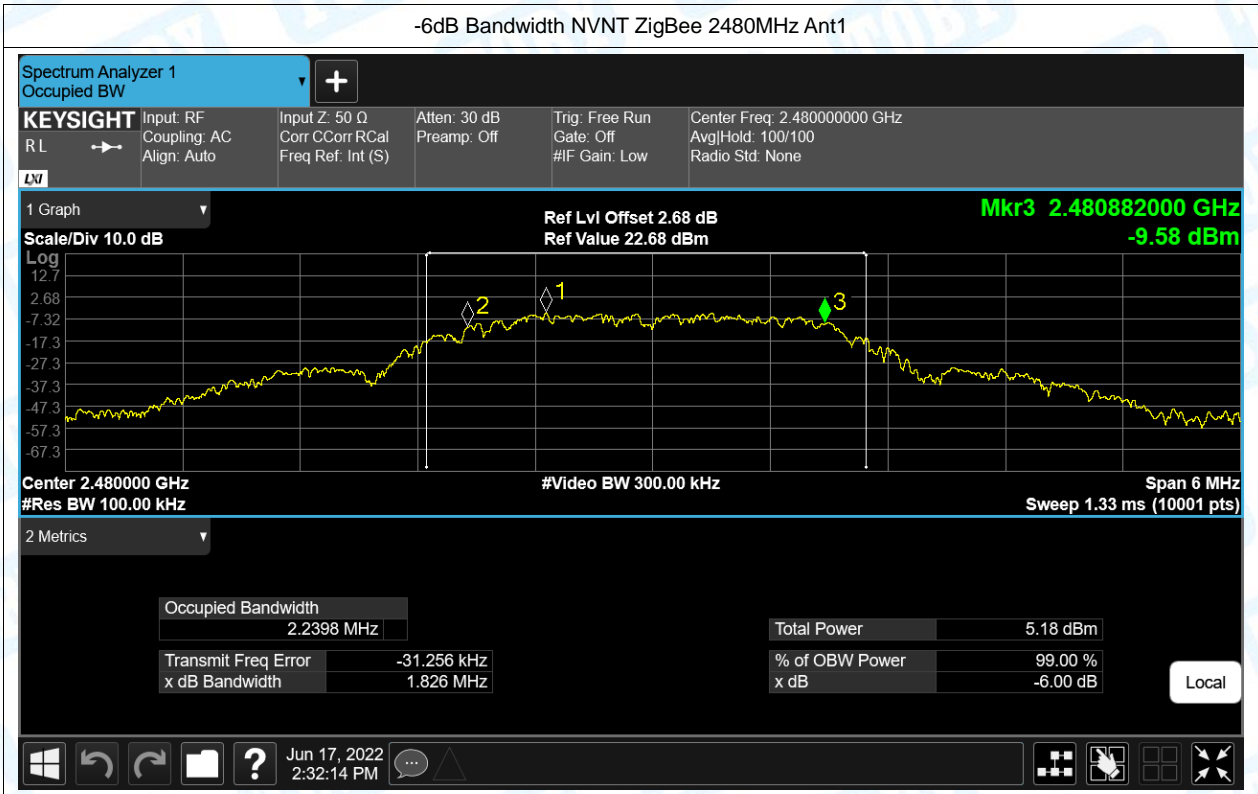 -6dB Bandwidth NVNT ZigBee 2480MHz Ant1
Spectrum Analyzer 1
Occupied BW
KEYSIGHT
RL
LXI
Input: RF
Coupling: AC
Align: Auto
Input Z: 50 Ω
Corr CCorr RCal
Freq Ref: Int (S)
Atten: 30 dB
Preamp: Off
Trig: Free Run
Gate: Off
#IF Gain: Low
Center Freq: 2.480000000 GHz
Avg|Hold: 100/100
Radio Std: None
1 Graph
Scale/Div 10.0 dB
Ref Lvl Offset 2.68 dB
Ref Value 22.68 dBm
Mkr3 2.480882000 GHz
-9.58 dBm
Log
12.7
2.68
-7.32
-17.3
-27.3
-37.3
-47.3
-57.3
-67.3
2
1
3
Center 2.480000 GHz
#Video BW 300.00 kHz
Span 6 MHz
#Res BW 100.00 kHz
Sweep 1.33 ms (10001 pts)
2 Metrics
Occupied Bandwidth
2.2398 MHz
Transmit Freq Error -31.256 kHz
x dB Bandwidth 1.826 MHz
Total Power 5.18 dBm
% of OBW Power 99.00 %
x dB -6.00 dB
Local
?
Jun 17, 2022
2:32:14 PM